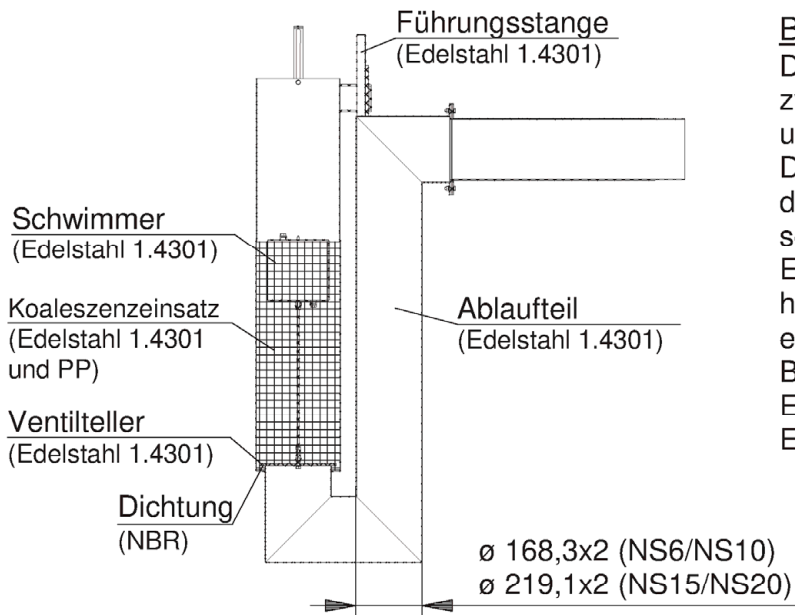 Führungsstange
(Edelstahl 1.4301)
Schwimmer
(Edelstahl 1.4301)
Koaleszenzeinsatz
(Edelstahl 1.4301
und PP)
Ventilteller
(Edelstahl 1.4301)
Dichtung
(NBR)
Ablaufteil
(Edelstahl 1.4301)
ø 168,3x2 (NS6/NS10)
ø 219,1x2 (NS15/NS20)